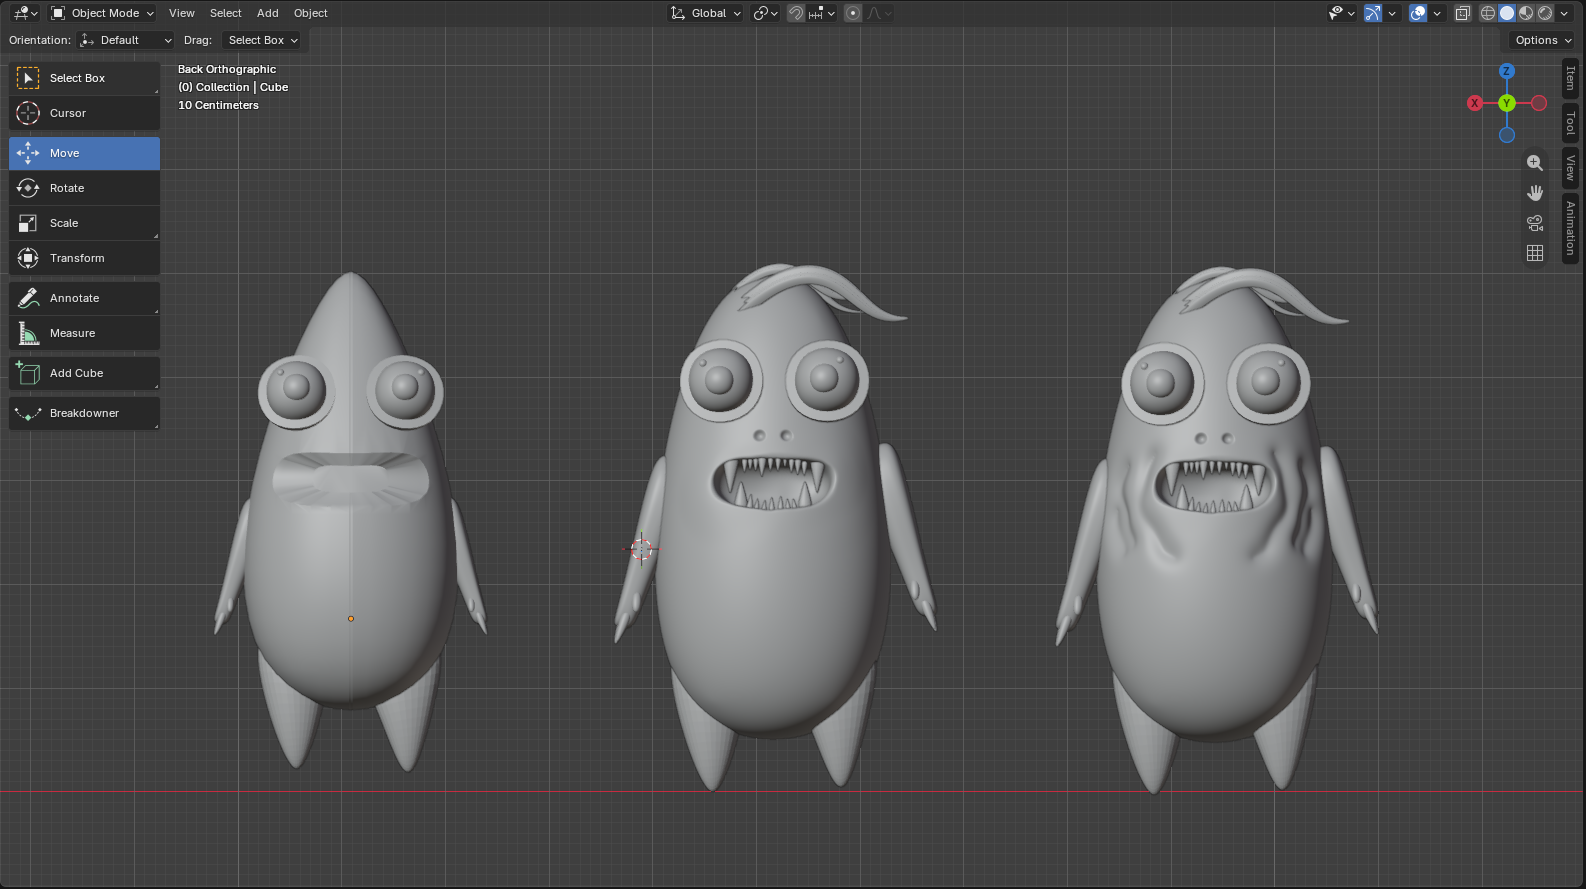 Object Mode View Select Add Object Global
Orientation: Default Drag: Select Box Options
Back Orthographic
(0) Collection | Cube
10 Centimeters
Select Box
Cursor
Move
Rotate
Scale
Transform
Annotate
Measure
Add Cube
Breakdowner
Z
X Y
Item
Tool
View
Animation